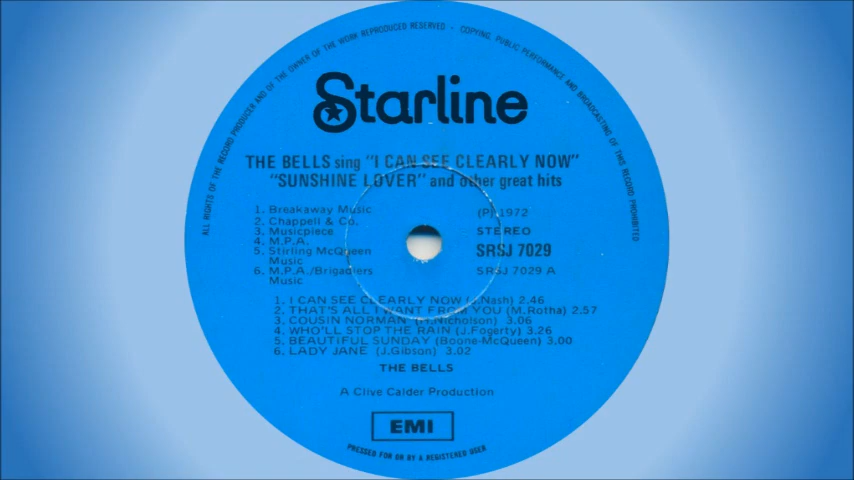 ALL RIGHTS OF THE RECORD PRODUCER AND OF THE OWNER OF THE WORK REPRODUCED RESERVED · COPYING, PUBLIC PERFORMANCE AND BROADCASTING OF THIS RECORD PROHIBITED
Starline
THE BELLS sing "I CAN SEE CLEARLY NOW"
"SUNSHINE LOVER" and other great hits
1. Breakaway Music
2. Chappell & Co.
3. Musicpiece
4. M.P.A.
5. Stirling McQueen
Music
6. M.P.A./Brigadiers
Music
(P) 1972
STEREO
SRSJ 7029
SRSJ 7029 A
1. I CAN SEE CLEARLY NOW (J.Nash) 2.46
2. THAT'S ALL I WANT FROM YOU (M.Rotha) 2.57
3. COUSIN NORMAN (H.Nicholson) 3.06
4. WHO'LL STOP THE RAIN (J.Fogerty) 3.26
5. BEAUTIFUL SUNDAY (Boone-McQueen) 3.00
6. LADY JANE (J.Gibson) 3.02
THE BELLS
A Clive Calder Production
EMI
PRESSED FOR OR BY A REGISTERED USER